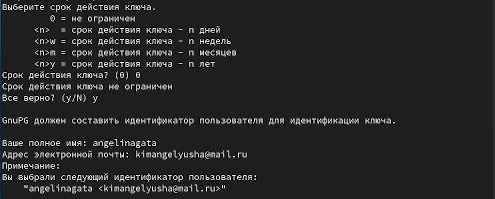 Выберите срок действия ключа.
0 = не ограничен
<n> = срок действия ключа - n дней
<n>w = срок действия ключа - n недель
<n>m = срок действия ключа - n месяцев
<n>y = срок действия ключа - n лет
Срок действия ключа? (0) 0
Срок действия ключа не ограничен
Все верно? (y/N) y
GnuPG должен составить идентификатор пользователя для идентификации ключа.
Ваше полное имя: angelinagata
Адрес электронной почты: kimangelyusha@mail.ru
Примечание:
Вы выбрали следующий идентификатор пользователя:
"angelinagata <kimangelyusha@mail.ru>"